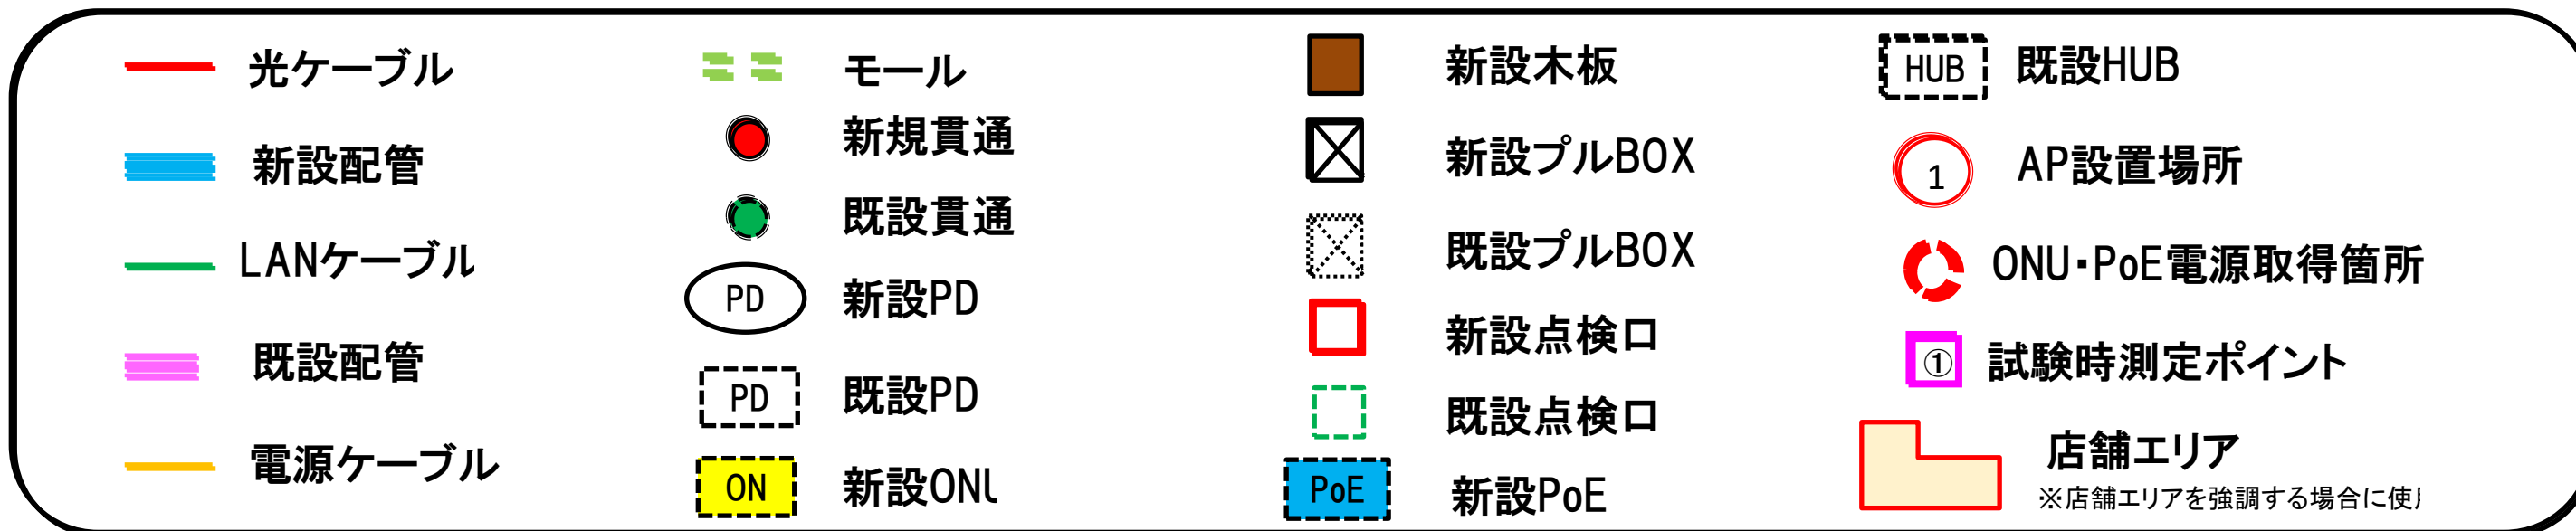 光ケーブル
新設配管
LANケーブル
既設配管
電源ケーブル
モール
新規貫通
既設貫通
PD 新設PD
PD 既設PD
ON 新設ONU
新設木板
新設プルBOX
既設プルBOX
新設点検口
既設点検口
PoE 新設PoE
HUB 既設HUB
1 AP設置場所
ONU・PoE電源取得箇所
① 試験時測定ポイント
店舗エリア
※店舗エリアを強調する場合に使用